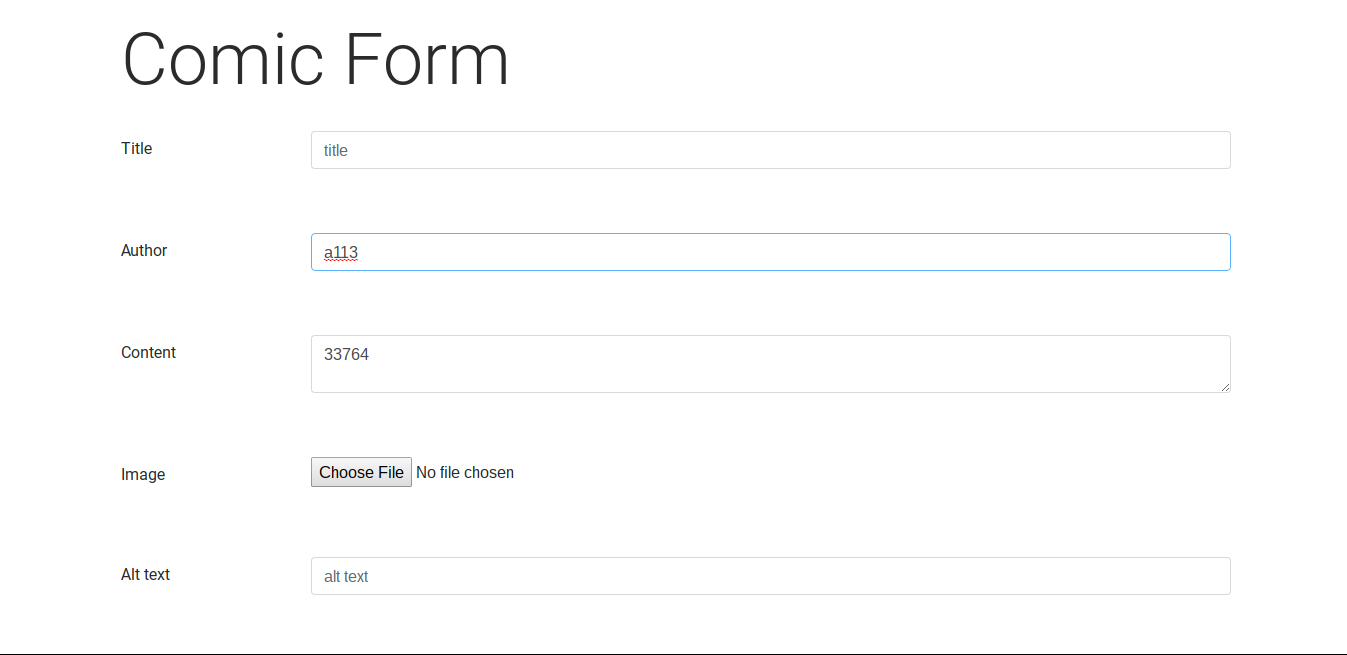 Comic Form
Title
title
Author
a113
Content
33764
Image
Choose File No file chosen
Alt text
alt text